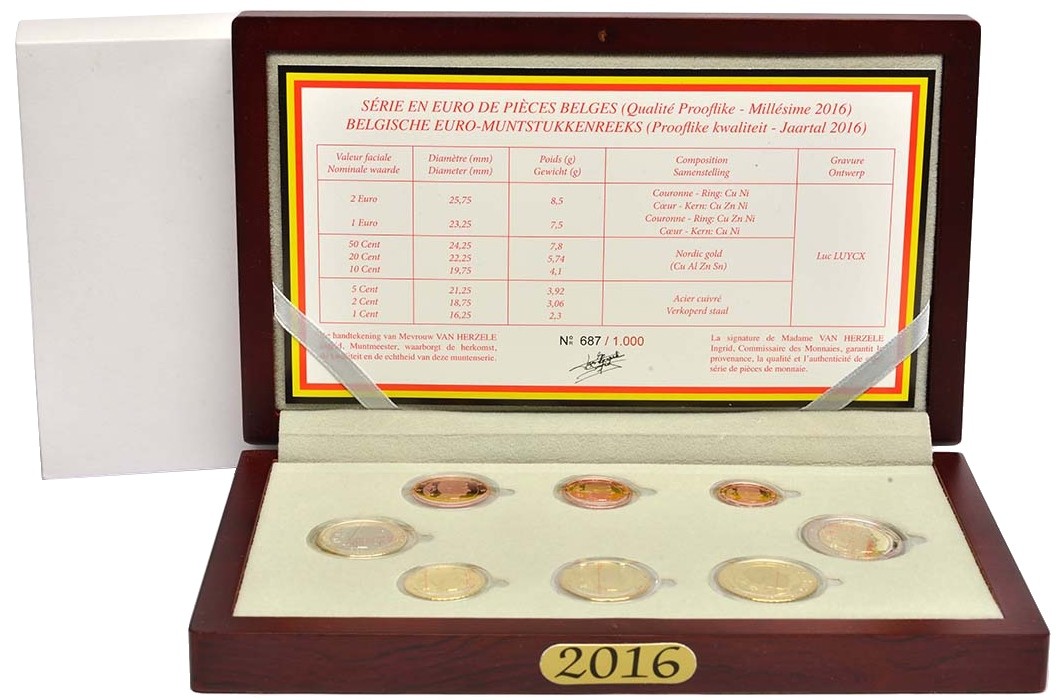 SÉRIE EN EURO DE PIÈCES BELGES (Qualité Prooflike - Millésime 2016)
BELGISCHE EURO-MUNTSTUKKENREEKS (Prooflike kwaliteit - Jaartal 2016)
Valeur faciale Diamètre (mm) Poids (g) Composition Gravure
Nominale waarde Diameter (mm) Gewicht (g) Samenstelling Ontwerp
2 Euro 25,75 8,5 Couronne - Ring: Cu Ni
Cœur - Kern: Cu Zn Ni
1 Euro 23,25 7,5 Couronne - Ring: Cu Zn Ni
Cœur - Kern: Cu Ni
50 Cent 24,25 7,8
20 Cent 22,25 5,74 Nordic gold Luc LUYCX
10 Cent 19,75 4,1 (Cu Al Zn Sn)
5 Cent 21,25 3,92
2 Cent 18,75 3,06 Acier cuivré
1 Cent 16,25 2,3 Verkoperd staal
handtekening van Mevrouw VAN HERZELE
Muntmeester, waarborgt de herkomst,
en de echtheid van deze muntenserie.
Nº 687 / 1.000
La signature de Madame VAN HERZELE
Ingrid, Commissaire des Monnaies, garantit
provenance, la qualité et l'authenticité de
série de pièces de monnaie.
2016